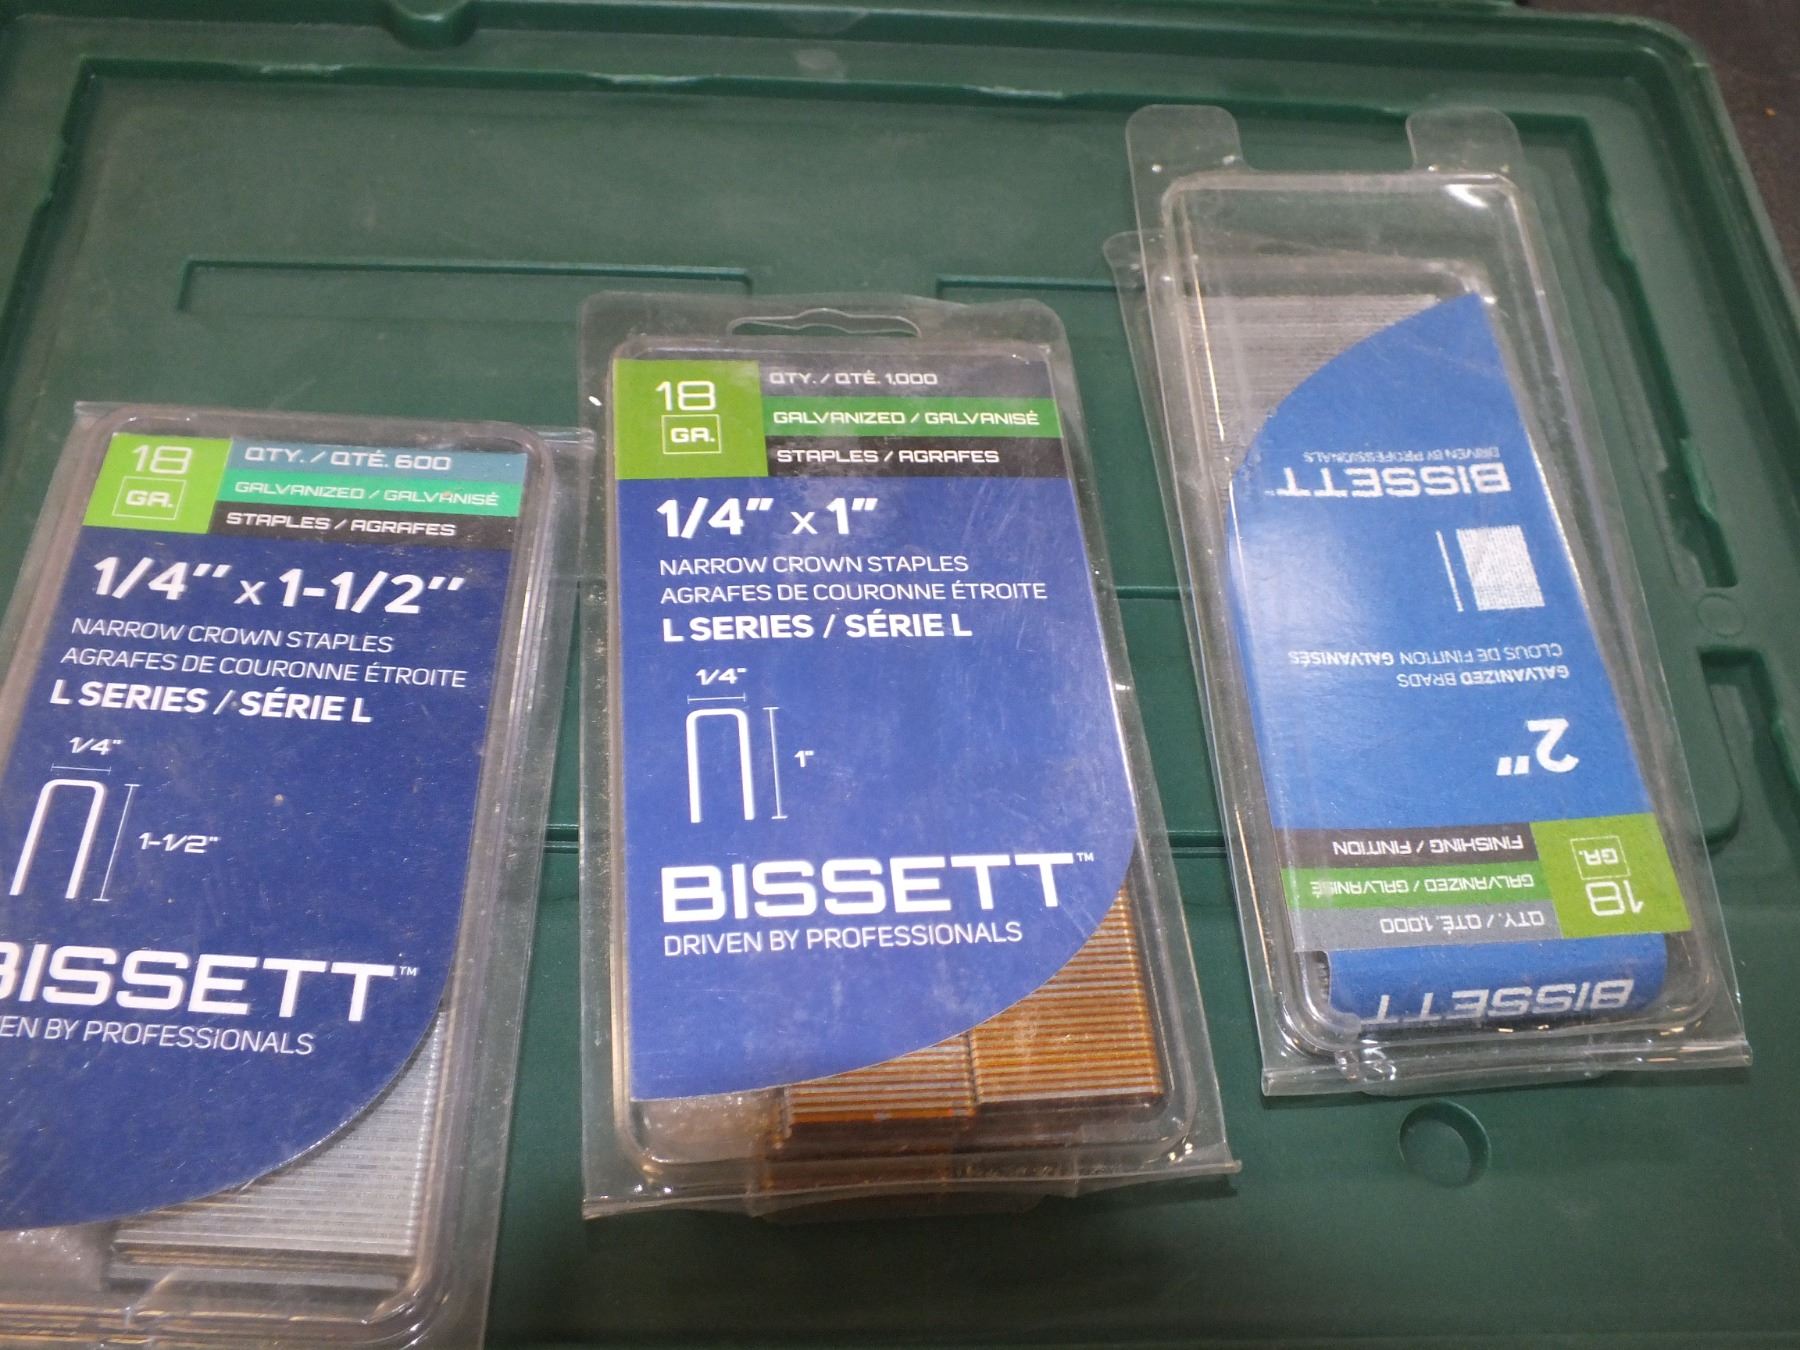 18
GA.
QTY. / QTÉ. 600
GALVANIZED / GALVANISÉ
STAPLES / AGRAFES
1/4" x 1-1/2"
NARROW CROWN STAPLES
AGRAFES DE COURONNE ÉTROITE
L SERIES / SÉRIE L
1/4"
1-1/2"
BISSETT™
EN BY PROFESSIONALS
18
GA.
QTY. / QTÉ. 1,000
GALVANIZED / GALVANISÉ
STAPLES / AGRAFES
1/4" x 1"
NARROW CROWN STAPLES
AGRAFES DE COURONNE ÉTROITE
L SERIES / SÉRIE L
1/4"
1"
BISSETT™
DRIVEN BY PROFESSIONALS
BISSETT
18
GA.
QTY. / QTÉ. 1,000
GALVANIZED / GALVANISÉ
FINISHING / FINITION
2"
GALVANIZED BRADS
CLOUS DE FINITION GALVANISÉS
BISSETT™
DRIVEN BY PROFESSIONALS